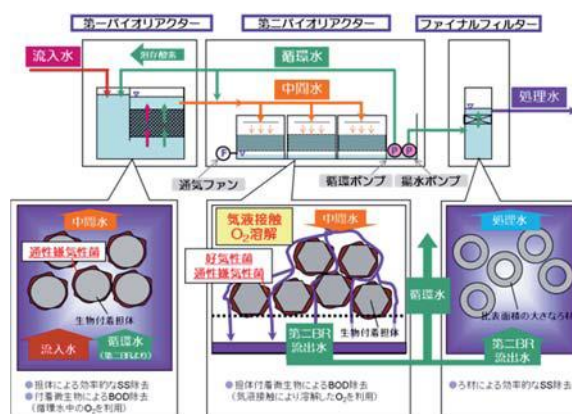 第一バイオリアクター
第二バイオリアクター
ファイナルフィルター
流入水
溶存酸素
循環水
中間水
処理水
F
V
P
P
通気ファン
循環ポンプ
揚水ポンプ
中間水
通性嫌気性菌
生物付着担体
流入水
循環水
(第二BRより)
●担体による効率的なSS除去
●付着微生物によるBOD除去
(循環水中のO₂を利用)
気液接触
O₂溶解
中間水
好気性菌
通性嫌気性菌
生物付着担体
第二BR
流出水
●担体付着微生物によるBOD除去
(気液接触により溶解したO₂を利用)
循環水
処理水
比表面積の大きなろ材
第二BR
流出水
●ろ材による効率的なSS除去